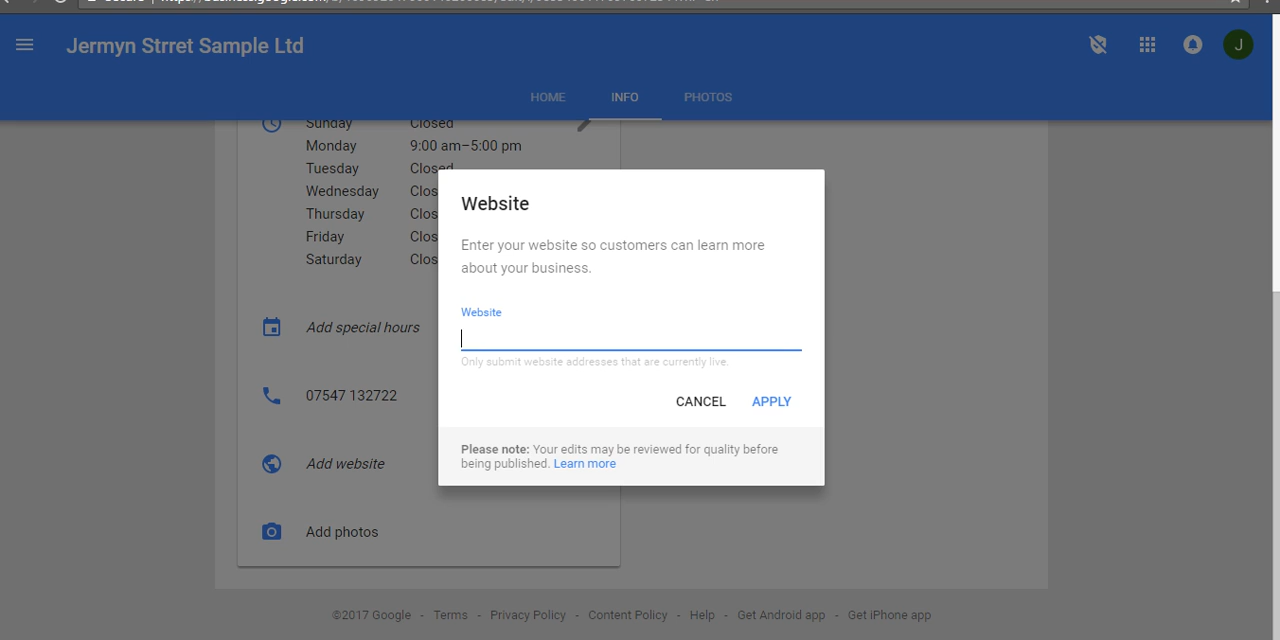 Jermyn Strret Sample Ltd
J
HOME INFO PHOTOS
Sunday Closed
Monday 9:00 am–5:00 pm
Tuesday Closed
Wednesday Clos
Thursday Clos
Friday Clos
Saturday Clos
Add special hours
07547 132722
Add website
Add photos
Website
Enter your website so customers can learn more
about your business.
Website
Only submit website addresses that are currently live.
CANCEL APPLY
Please note: Your edits may be reviewed for quality before
being published. Learn more
©2017 Google - Terms - Privacy Policy - Content Policy - Help - Get Android app - Get iPhone app